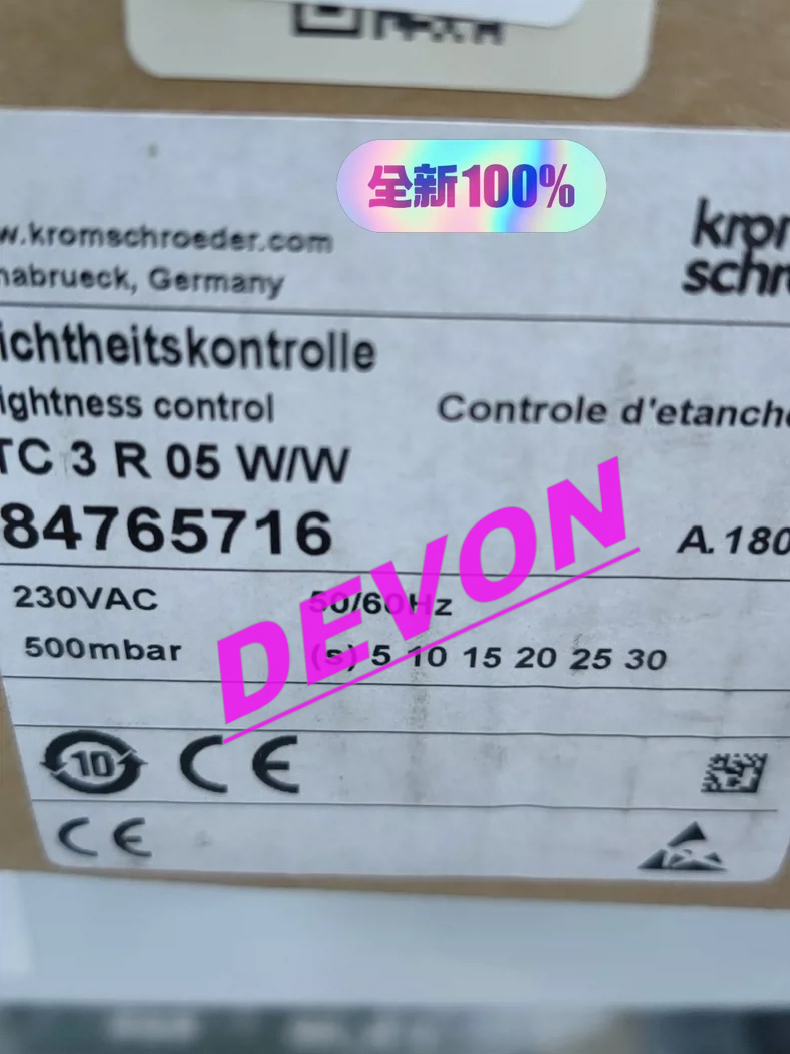 全新100%
w.kromschroeder.com
nabrueck, Germany
krom
schr
ichtheitskontrolle
ightness control
Controle d'etanche
TC 3 R 05 W/W
84765716
A.180
DEVON
230VAC
50/60Hz
500mbar
(s) 5 10 15 20 25 30
10
CE
CE